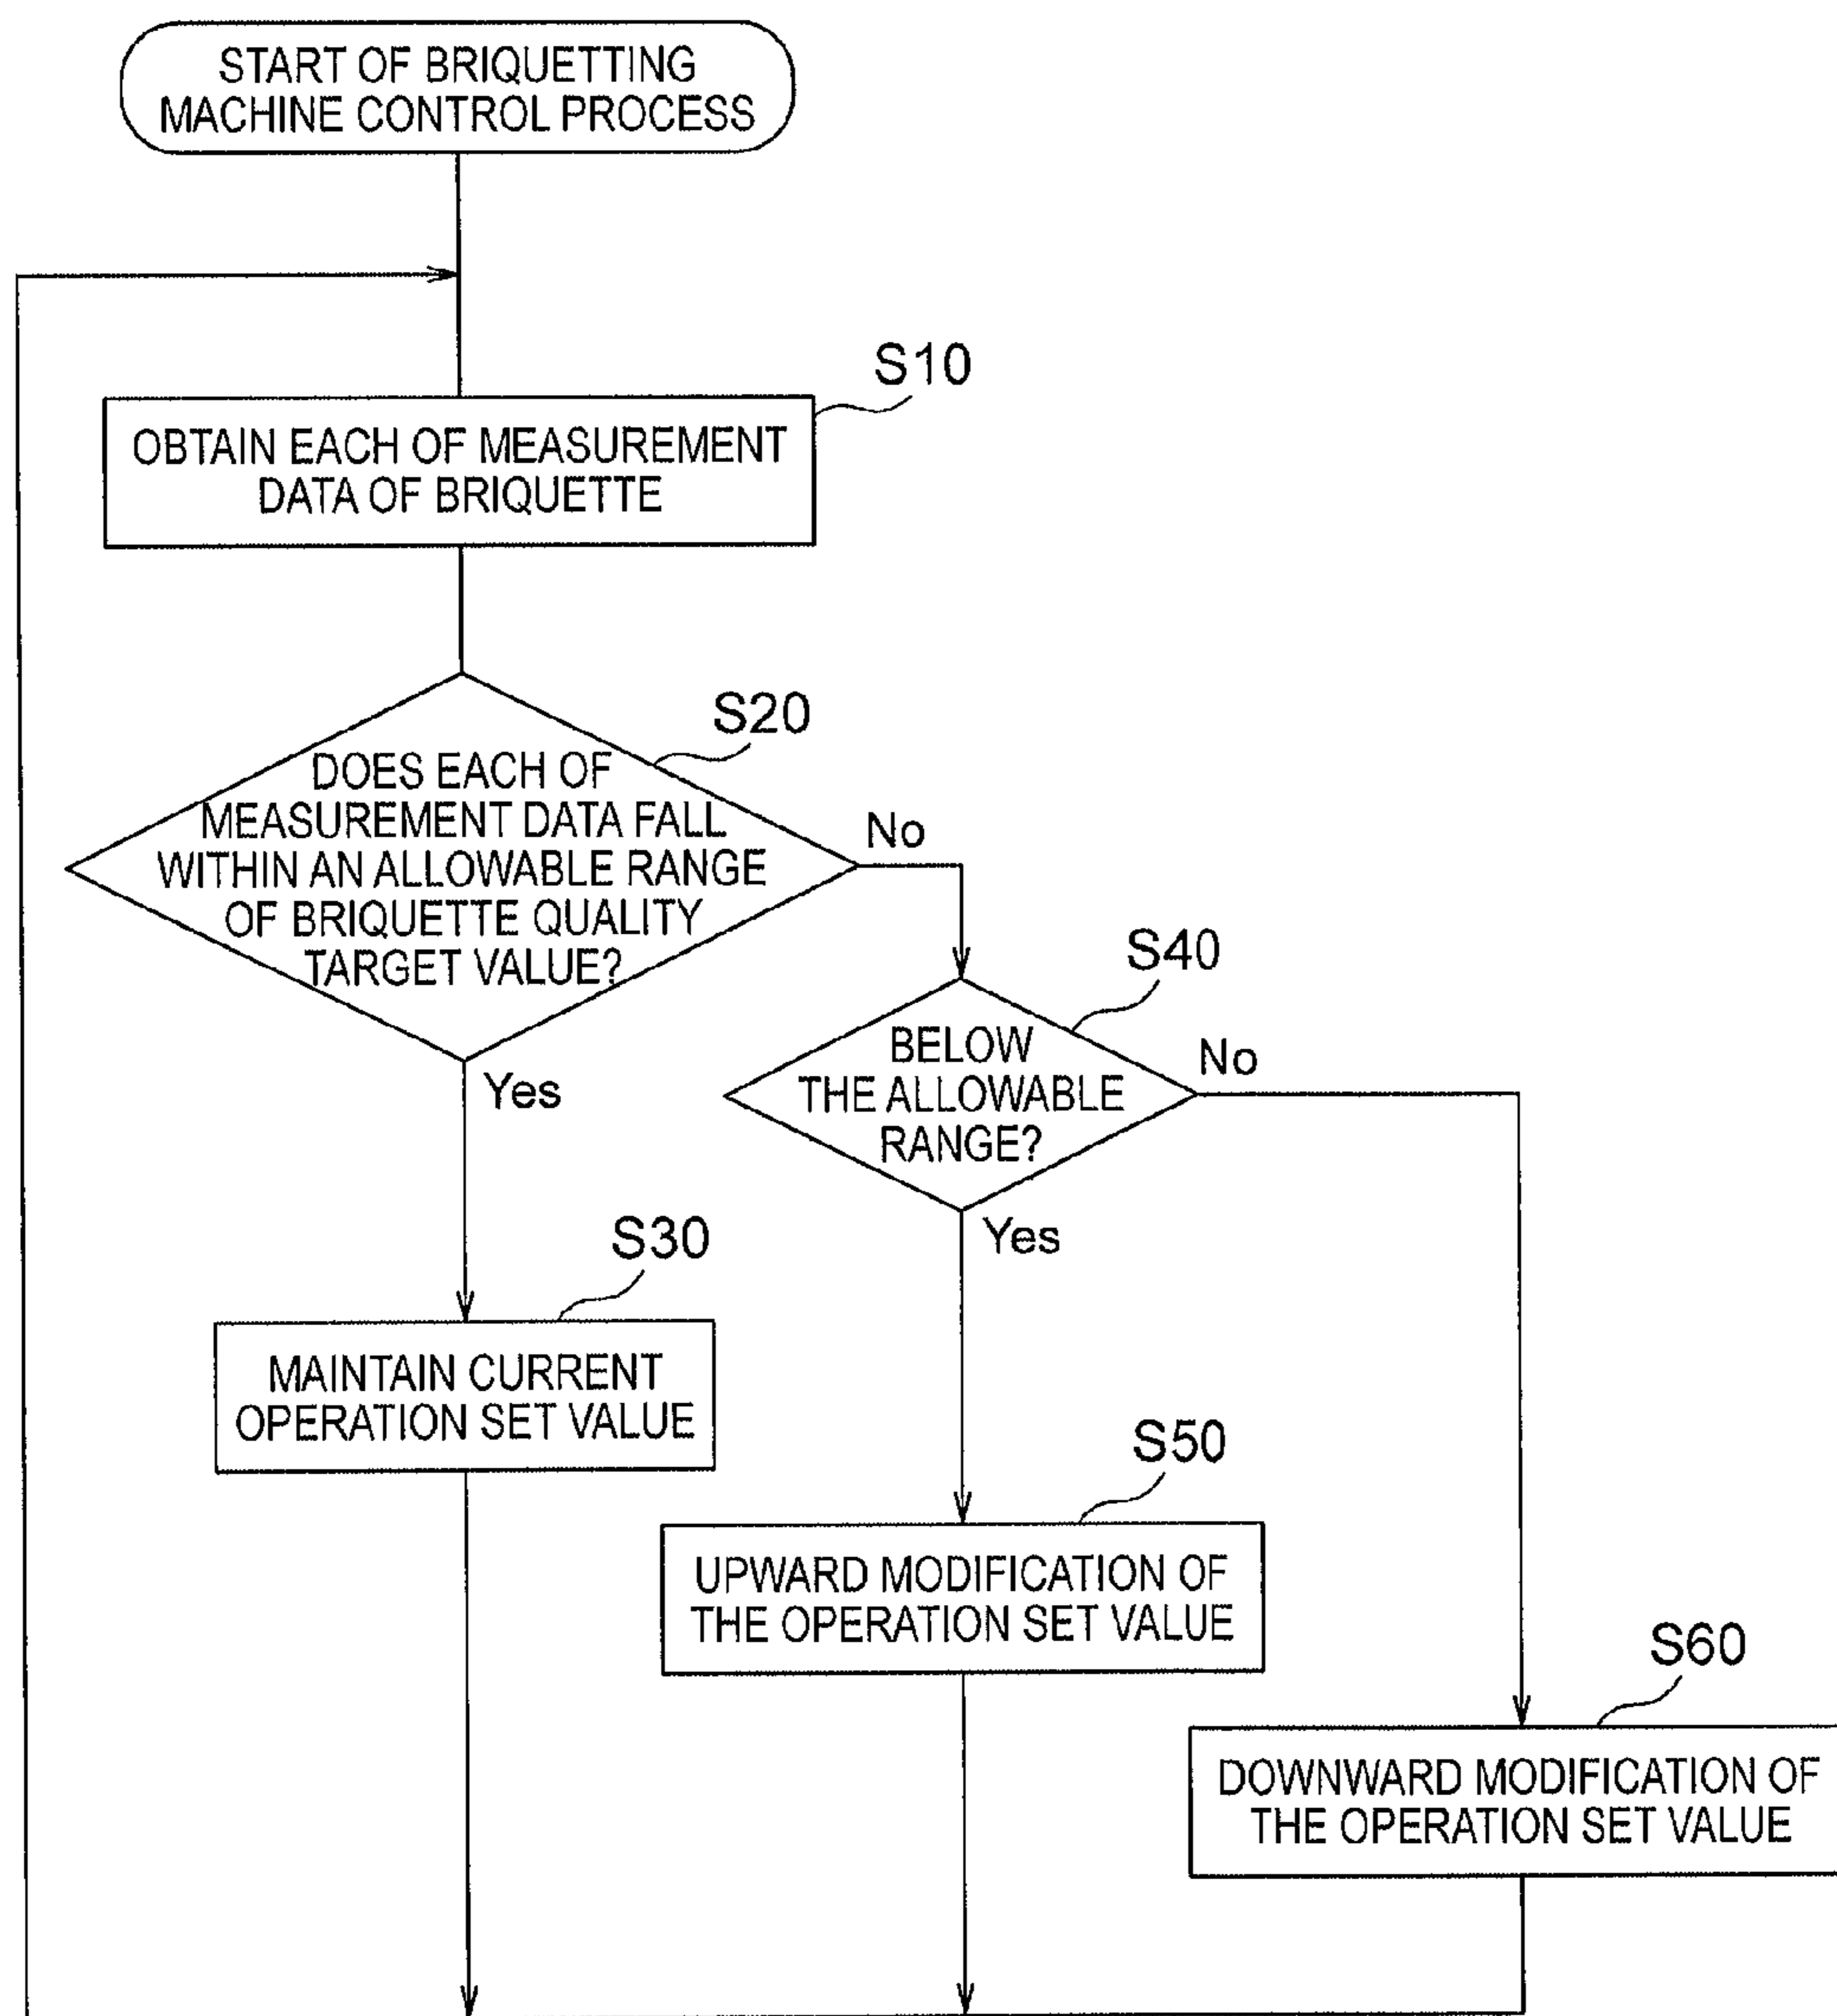 START OF BRIQUETTING
MACHINE CONTROL PROCESS
S10
OBTAIN EACH OF MEASUREMENT
DATA OF BRIQUETTE
S20
DOES EACH OF
MEASUREMENT DATA FALL
WITHIN AN ALLOWABLE RANGE
OF BRIQUETTE QUALITY
TARGET VALUE?
No
Yes
S40
BELOW
THE ALLOWABLE
RANGE?
No
Yes
S30
MAINTAIN CURRENT
OPERATION SET VALUE
S50
UPWARD MODIFICATION OF
THE OPERATION SET VALUE
S60
DOWNWARD MODIFICATION OF
THE OPERATION SET VALUE